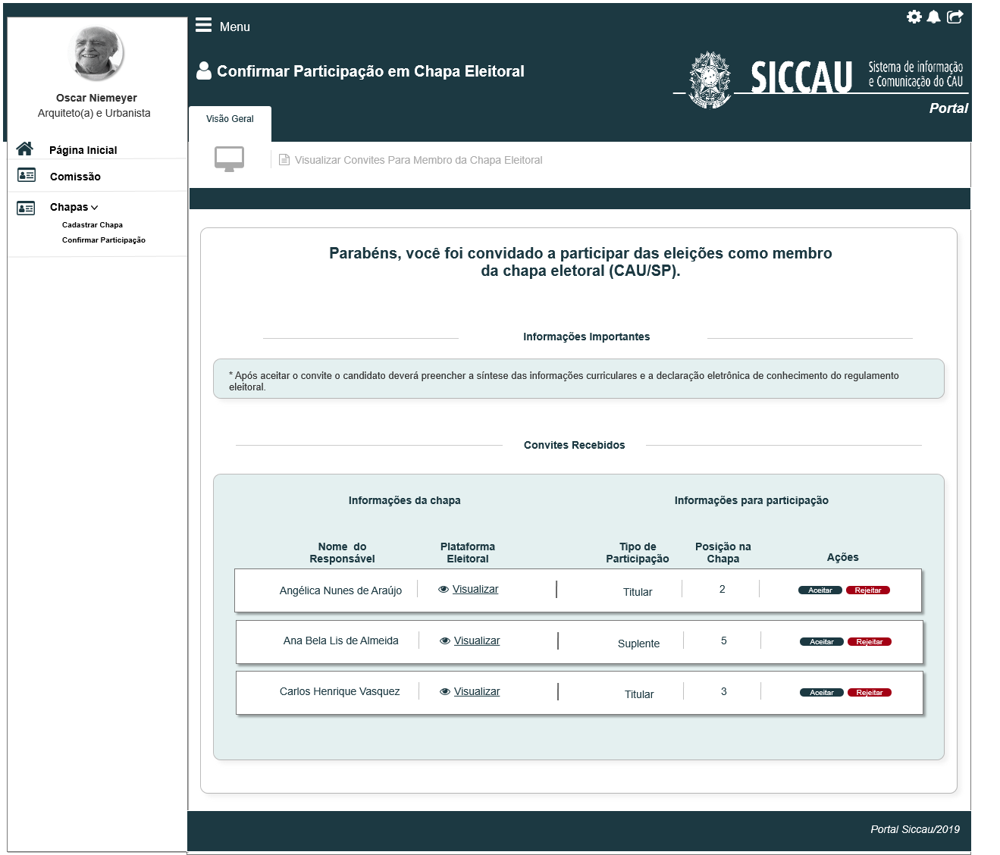 Menu
Confirmar Participação em Chapa Eleitoral
SICCAU
Sistema de informação
e Comunicação do CAU
Portal
Oscar Niemeyer
Arquiteto(a) e Urbanista
Página Inicial
Comissão
Chapas
Cadastrar Chapa
Confirmar Participação
Visão Geral
Visualizar Convites Para Membro da Chapa Eleitoral
Parabéns, você foi convidado a participar das eleições como membro
da chapa eletoral (CAU/SP).
Informações Importantes
* Após aceitar o convite o candidato deverá preencher a síntese das informações curriculares e a declaração eletrônica de conhecimento do regulamento
eleitoral.
Convites Recebidos
Informações da chapa Informações para participação
Nome do Responsável Plataforma Eleitoral Tipo de Participação Posição na Chapa Ações
Angélica Nunes de Araújo Visualizar Titular 2 Aceitar Rejeitar
Ana Bela Lis de Almeida Visualizar Suplente 5 Aceitar Rejeitar
Carlos Henrique Vasquez Visualizar Titular 3 Aceitar Rejeitar
Portal Siccau/2019